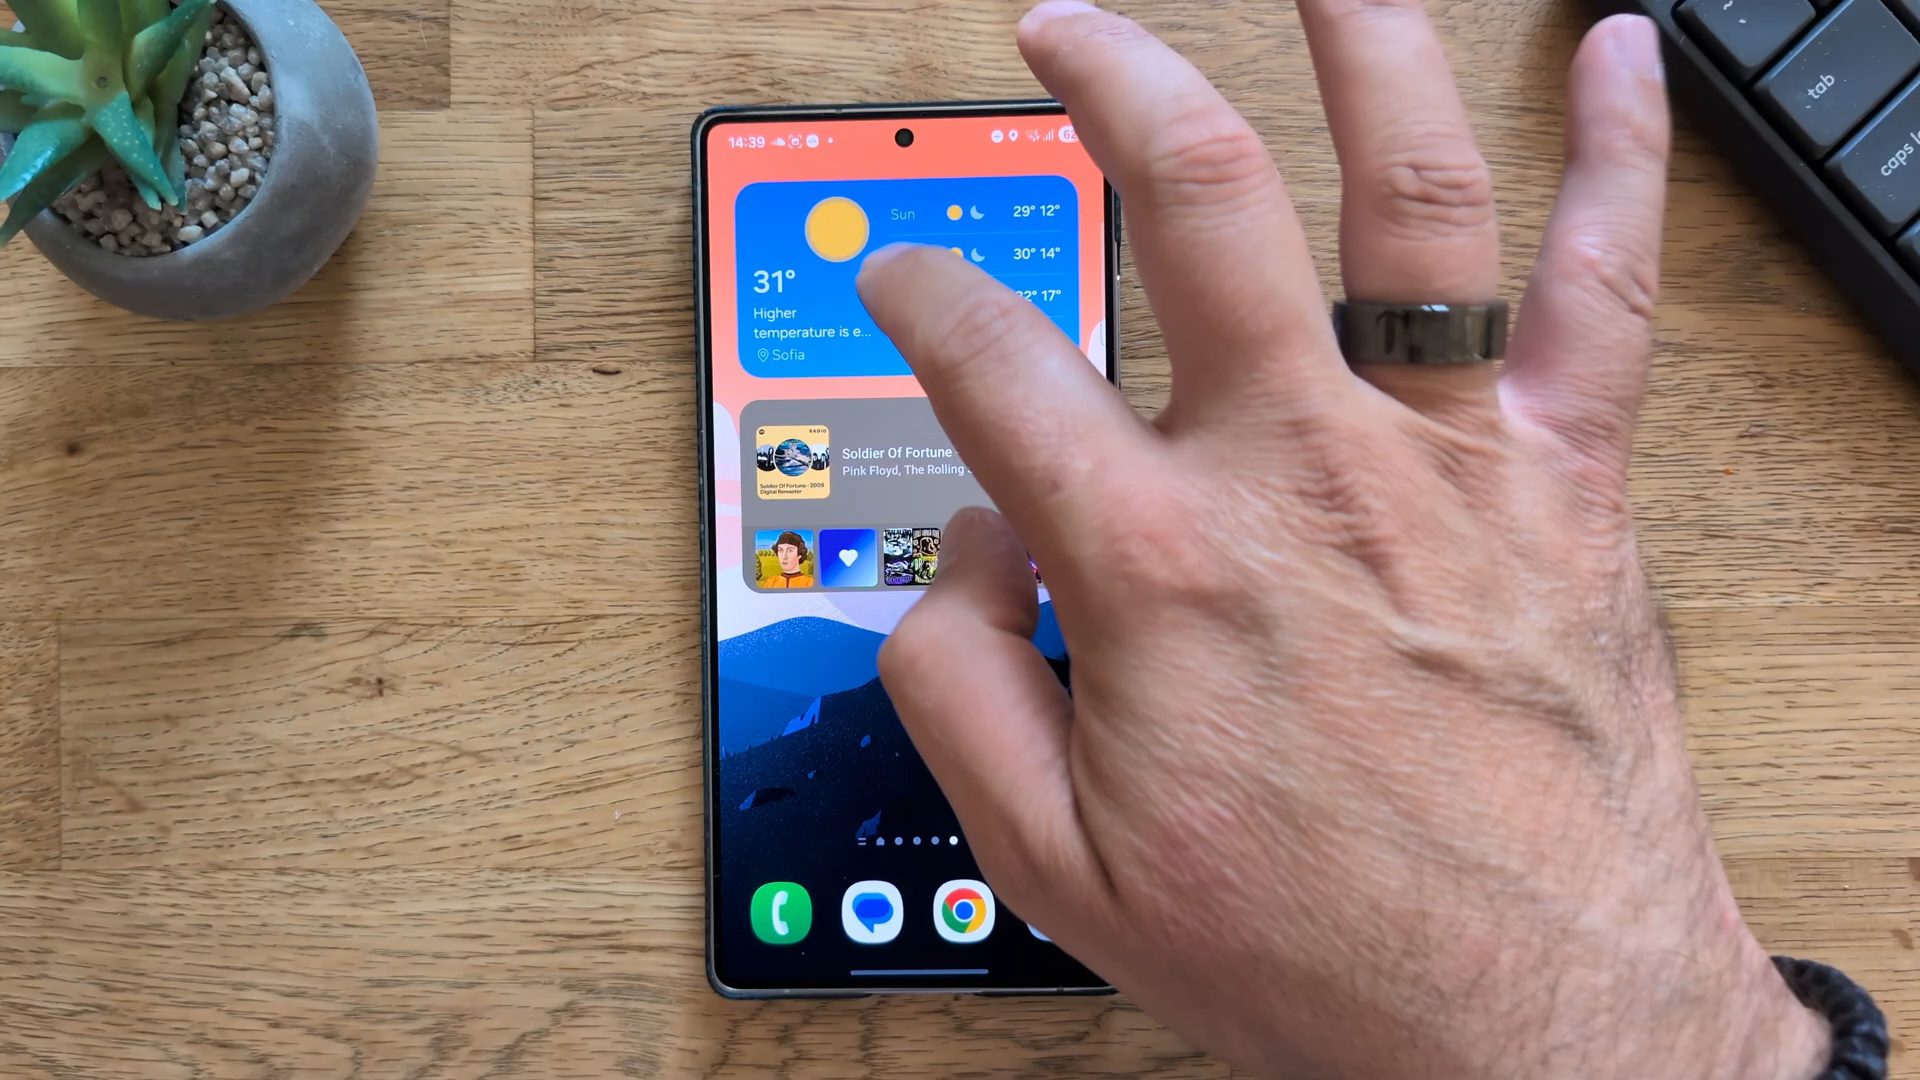 14:39
62
Sun
29° 12°
30° 14°
17°
31°
Higher
temperature is e...
Sofia
RADIO
Soldier Of Fortune - 2009
Digital Remaster
Soldier Of Fortune
Pink Floyd, The Rolling
tab
caps